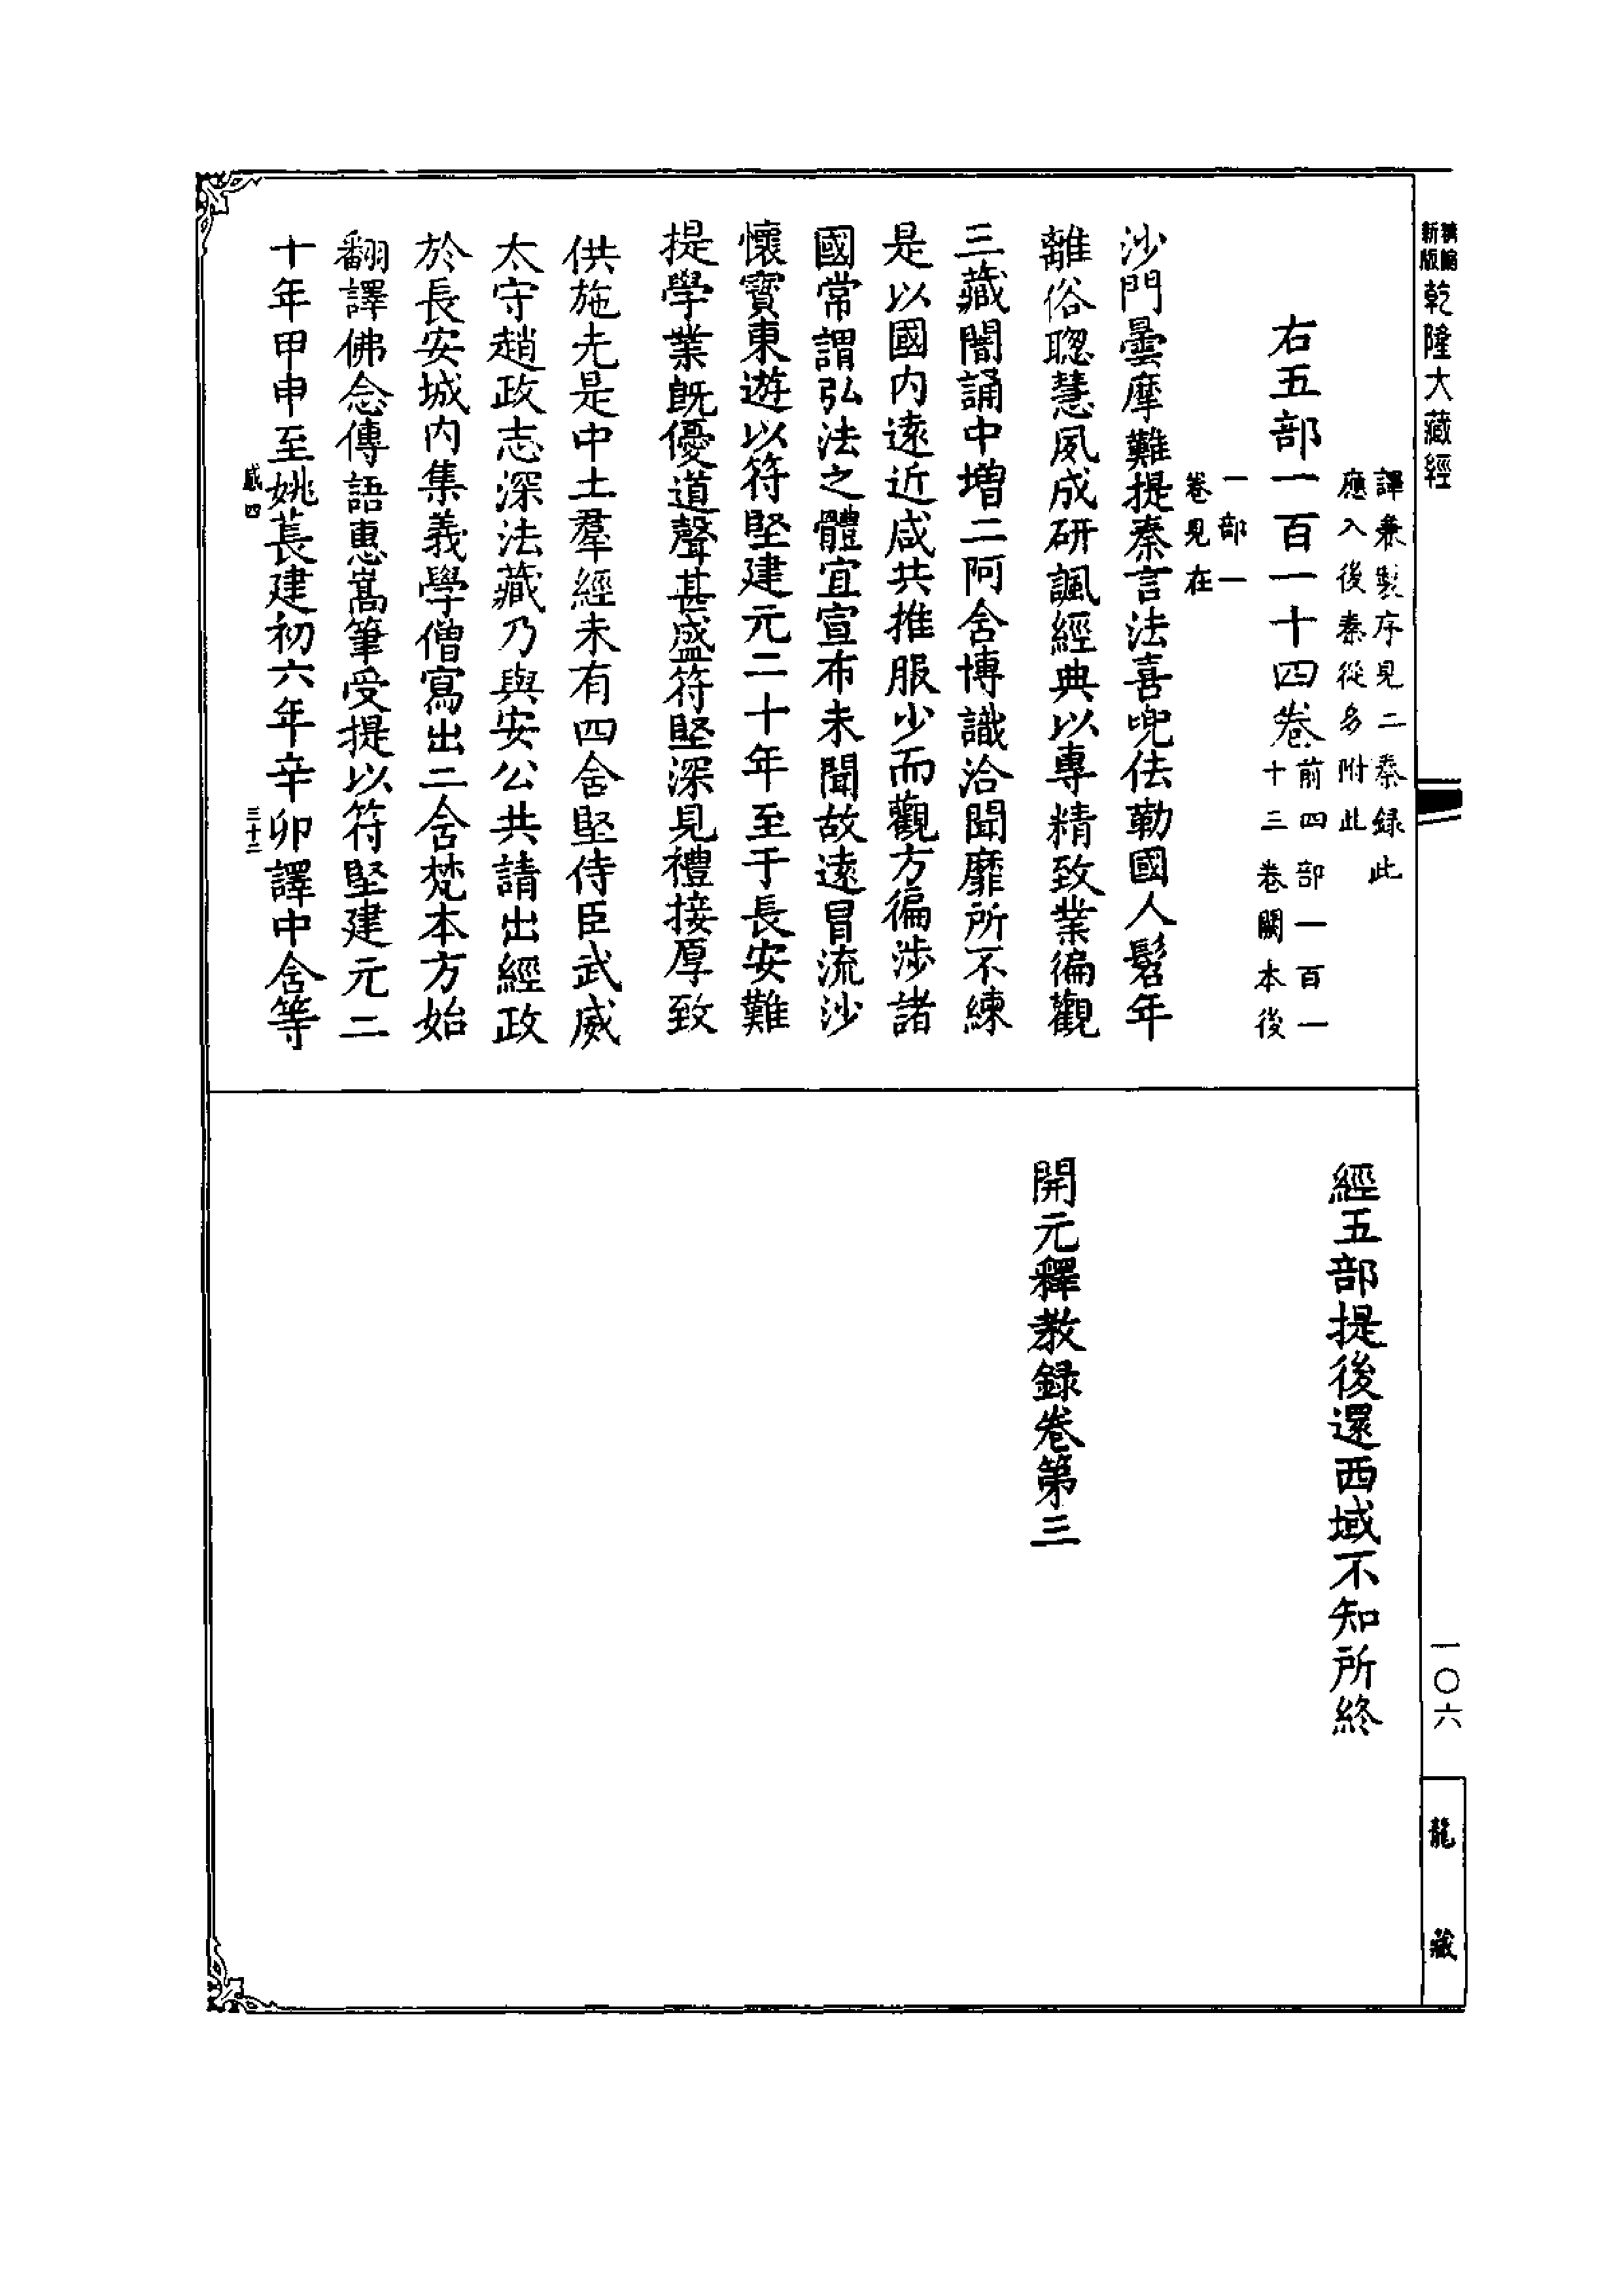 新版
精編
乾隆大藏經
譯兼製序見二秦錄此
應入後秦從多附此
右五部一百一十四卷
前四部一百一
十三卷闕本後
一部一
卷見在
沙門曇摩難提秦言法喜兜佉勒國人髫年
離俗聰慧夙成研諷經典以專精致業徧觀
三藏闇誦中增二阿含博識洽聞靡所不練
是以國內遠近咸共推服少而觀方徧涉諸
國常謂弘法之體宜宣布未聞故遠冒流沙
懷寶東遊以符堅建元二十年至于長安難
提學業既優道聲甚盛符堅深見禮接厚致
供施先是中土羣經未有四含堅侍臣武威
太守趙政志深法藏乃與安公共請出經政
於長安城內集義學僧寫出二含梵本方始
翻譯佛念傳語惠嵩筆受提以符堅建元二
十年甲申至姚萇建初六年辛卯譯中含等
三十二
經五部提後還西域不知所終
開元釋教錄卷第三
一〇六
龍藏